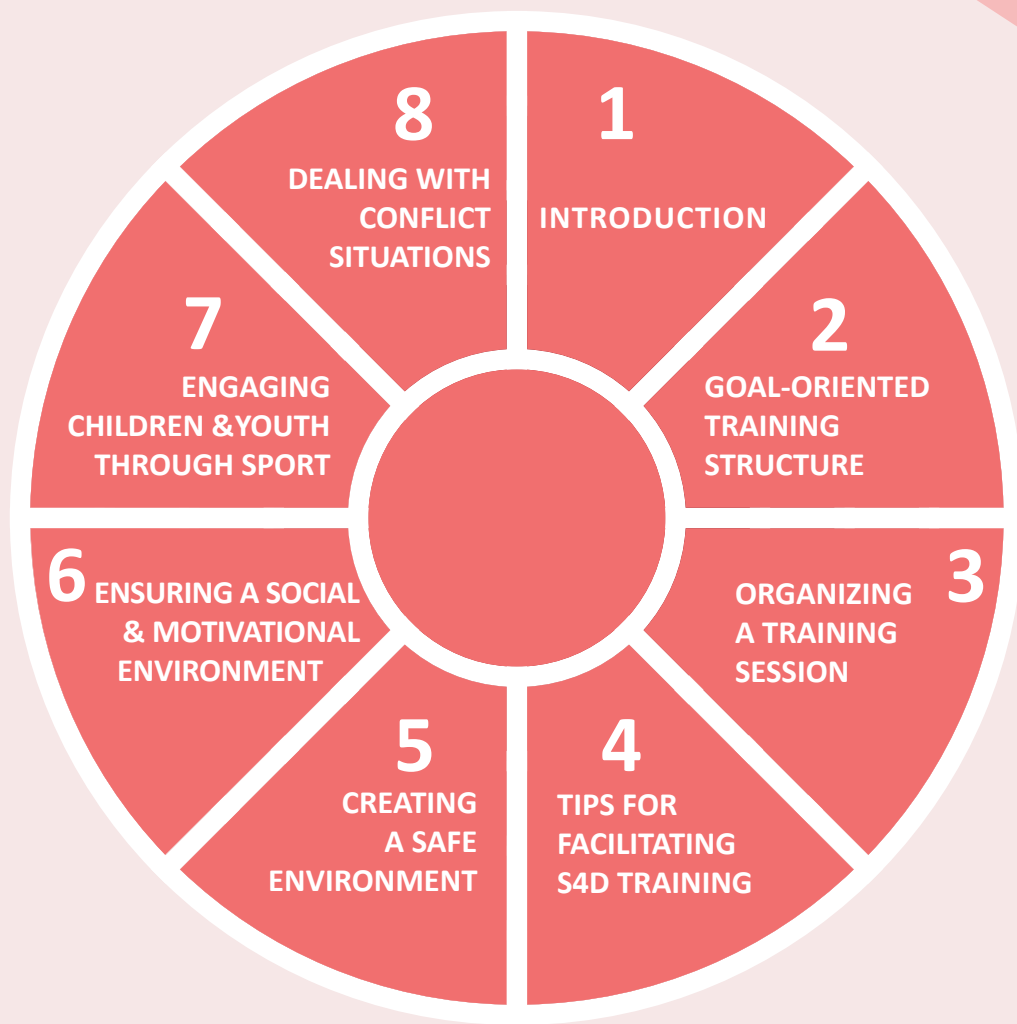 1
INTRODUCTION
2
GOAL-ORIENTED
TRAINING
STRUCTURE
3
ORGANIZING
A TRAINING
SESSION
4
TIPS FOR
FACILITATING
S4D TRAINING
5
CREATING
A SAFE
ENVIRONMENT
6
ENSURING A SOCIAL
& MOTIVATIONAL
ENVIRONMENT
7
ENGAGING
CHILDREN &YOUTH
THROUGH SPORT
8
DEALING WITH
CONFLICT
SITUATIONS